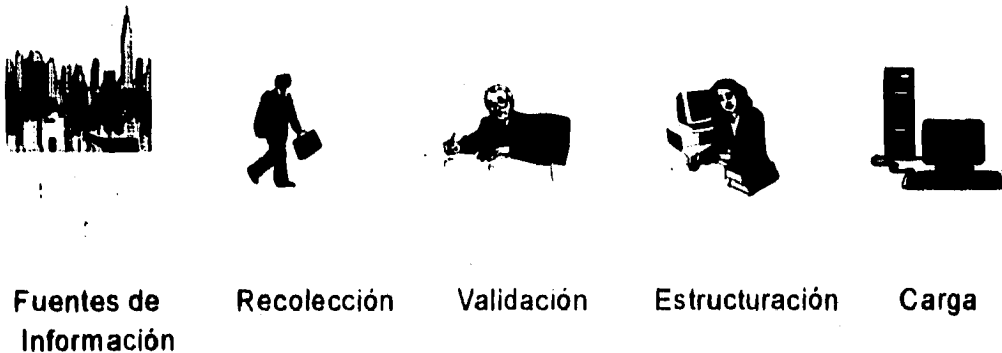 Fuentes de
Información
Recolección
Validación
Estructuración
Carga